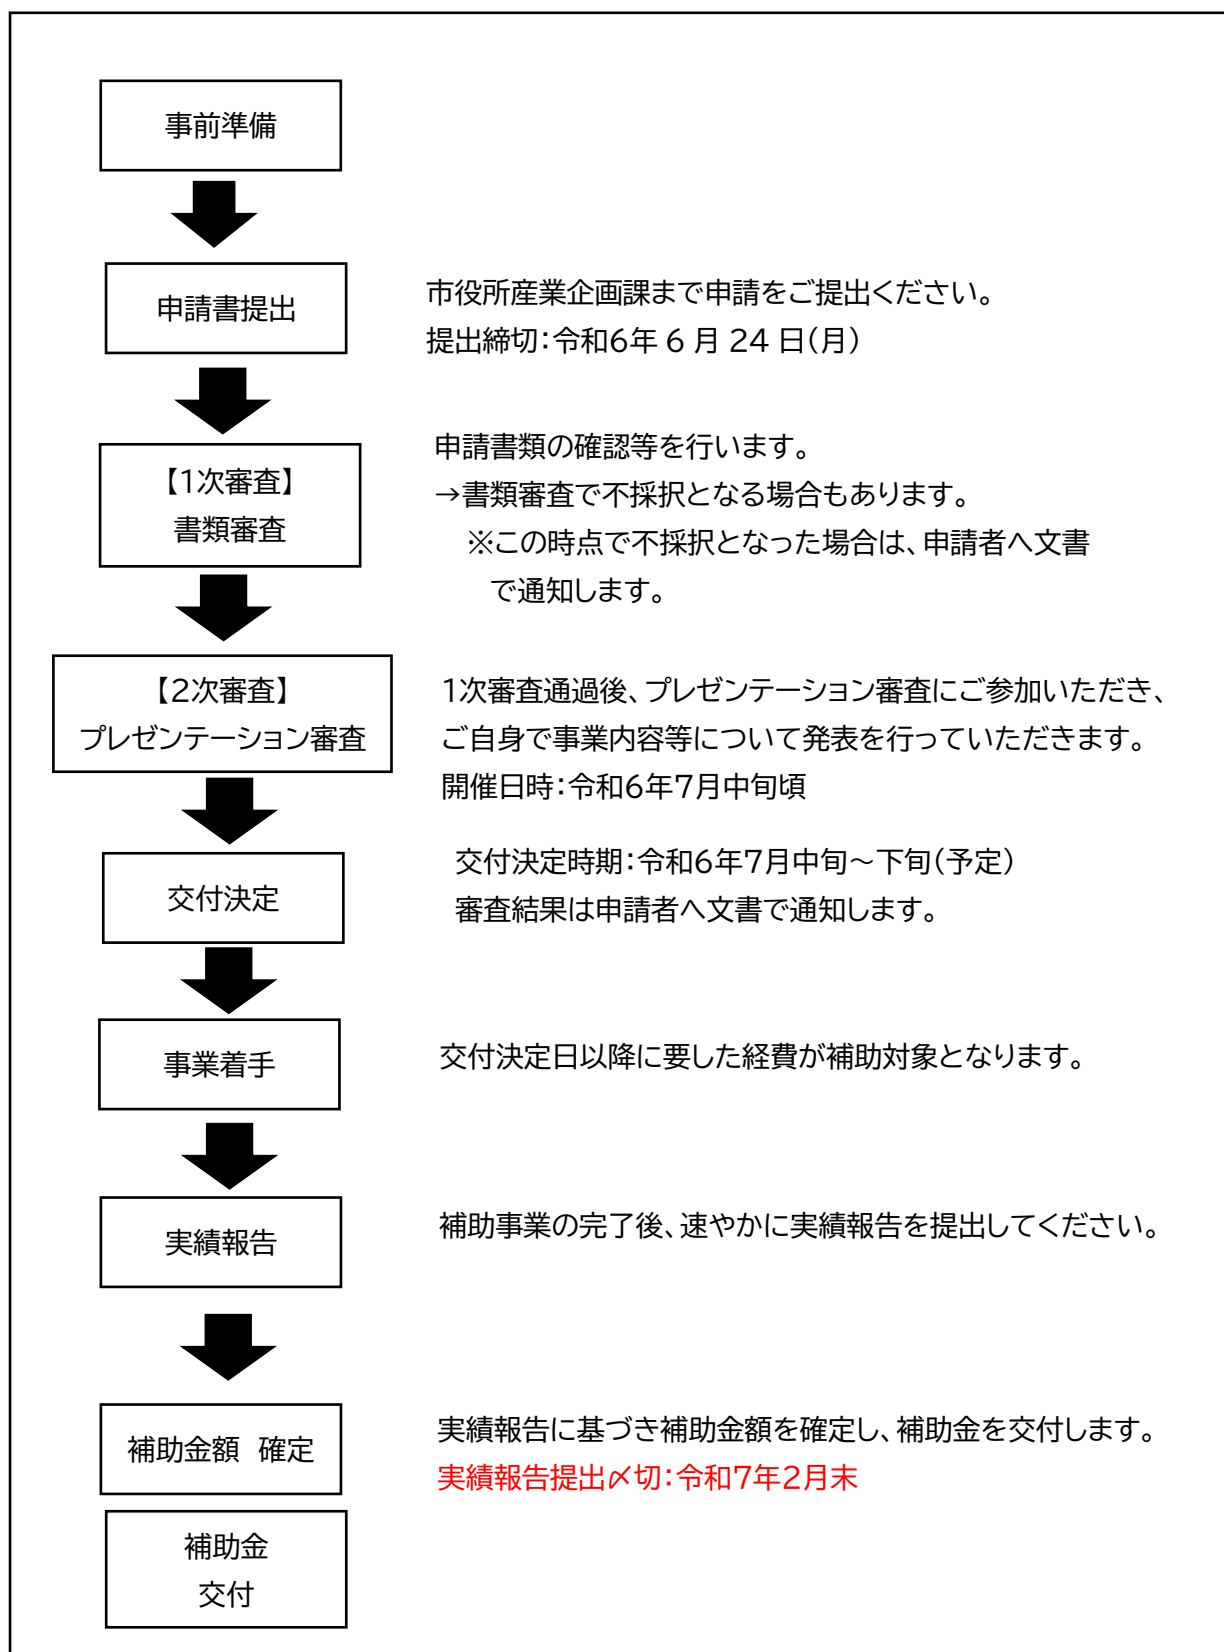 事前準備
申請書提出
市役所産業企画課まで申請をご提出ください。
提出締切：令和6年 6 月 24 日（月）
【1次審査】
書類審査
申請書類の確認等を行います。
→書類審査で不採択となる場合もあります。
※この時点で不採択となった場合は、申請者へ文書
で通知します。
【2次審査】
プレゼンテーション審査
1次審査通過後、プレゼンテーション審査にご参加いただき、
ご自身で事業内容等について発表を行っていただきます。
開催日時：令和6年7月中旬頃
交付決定
交付決定時期：令和6年7月中旬～下旬（予定）
審査結果は申請者へ文書で通知します。
事業着手
交付決定日以降に要した経費が補助対象となります。
実績報告
補助事業の完了後、速やかに実績報告を提出してください。
補助金額　確定
実績報告に基づき補助金額を確定し、補助金を交付します。
実績報告提出〆切：令和7年2月末
補助金
交付